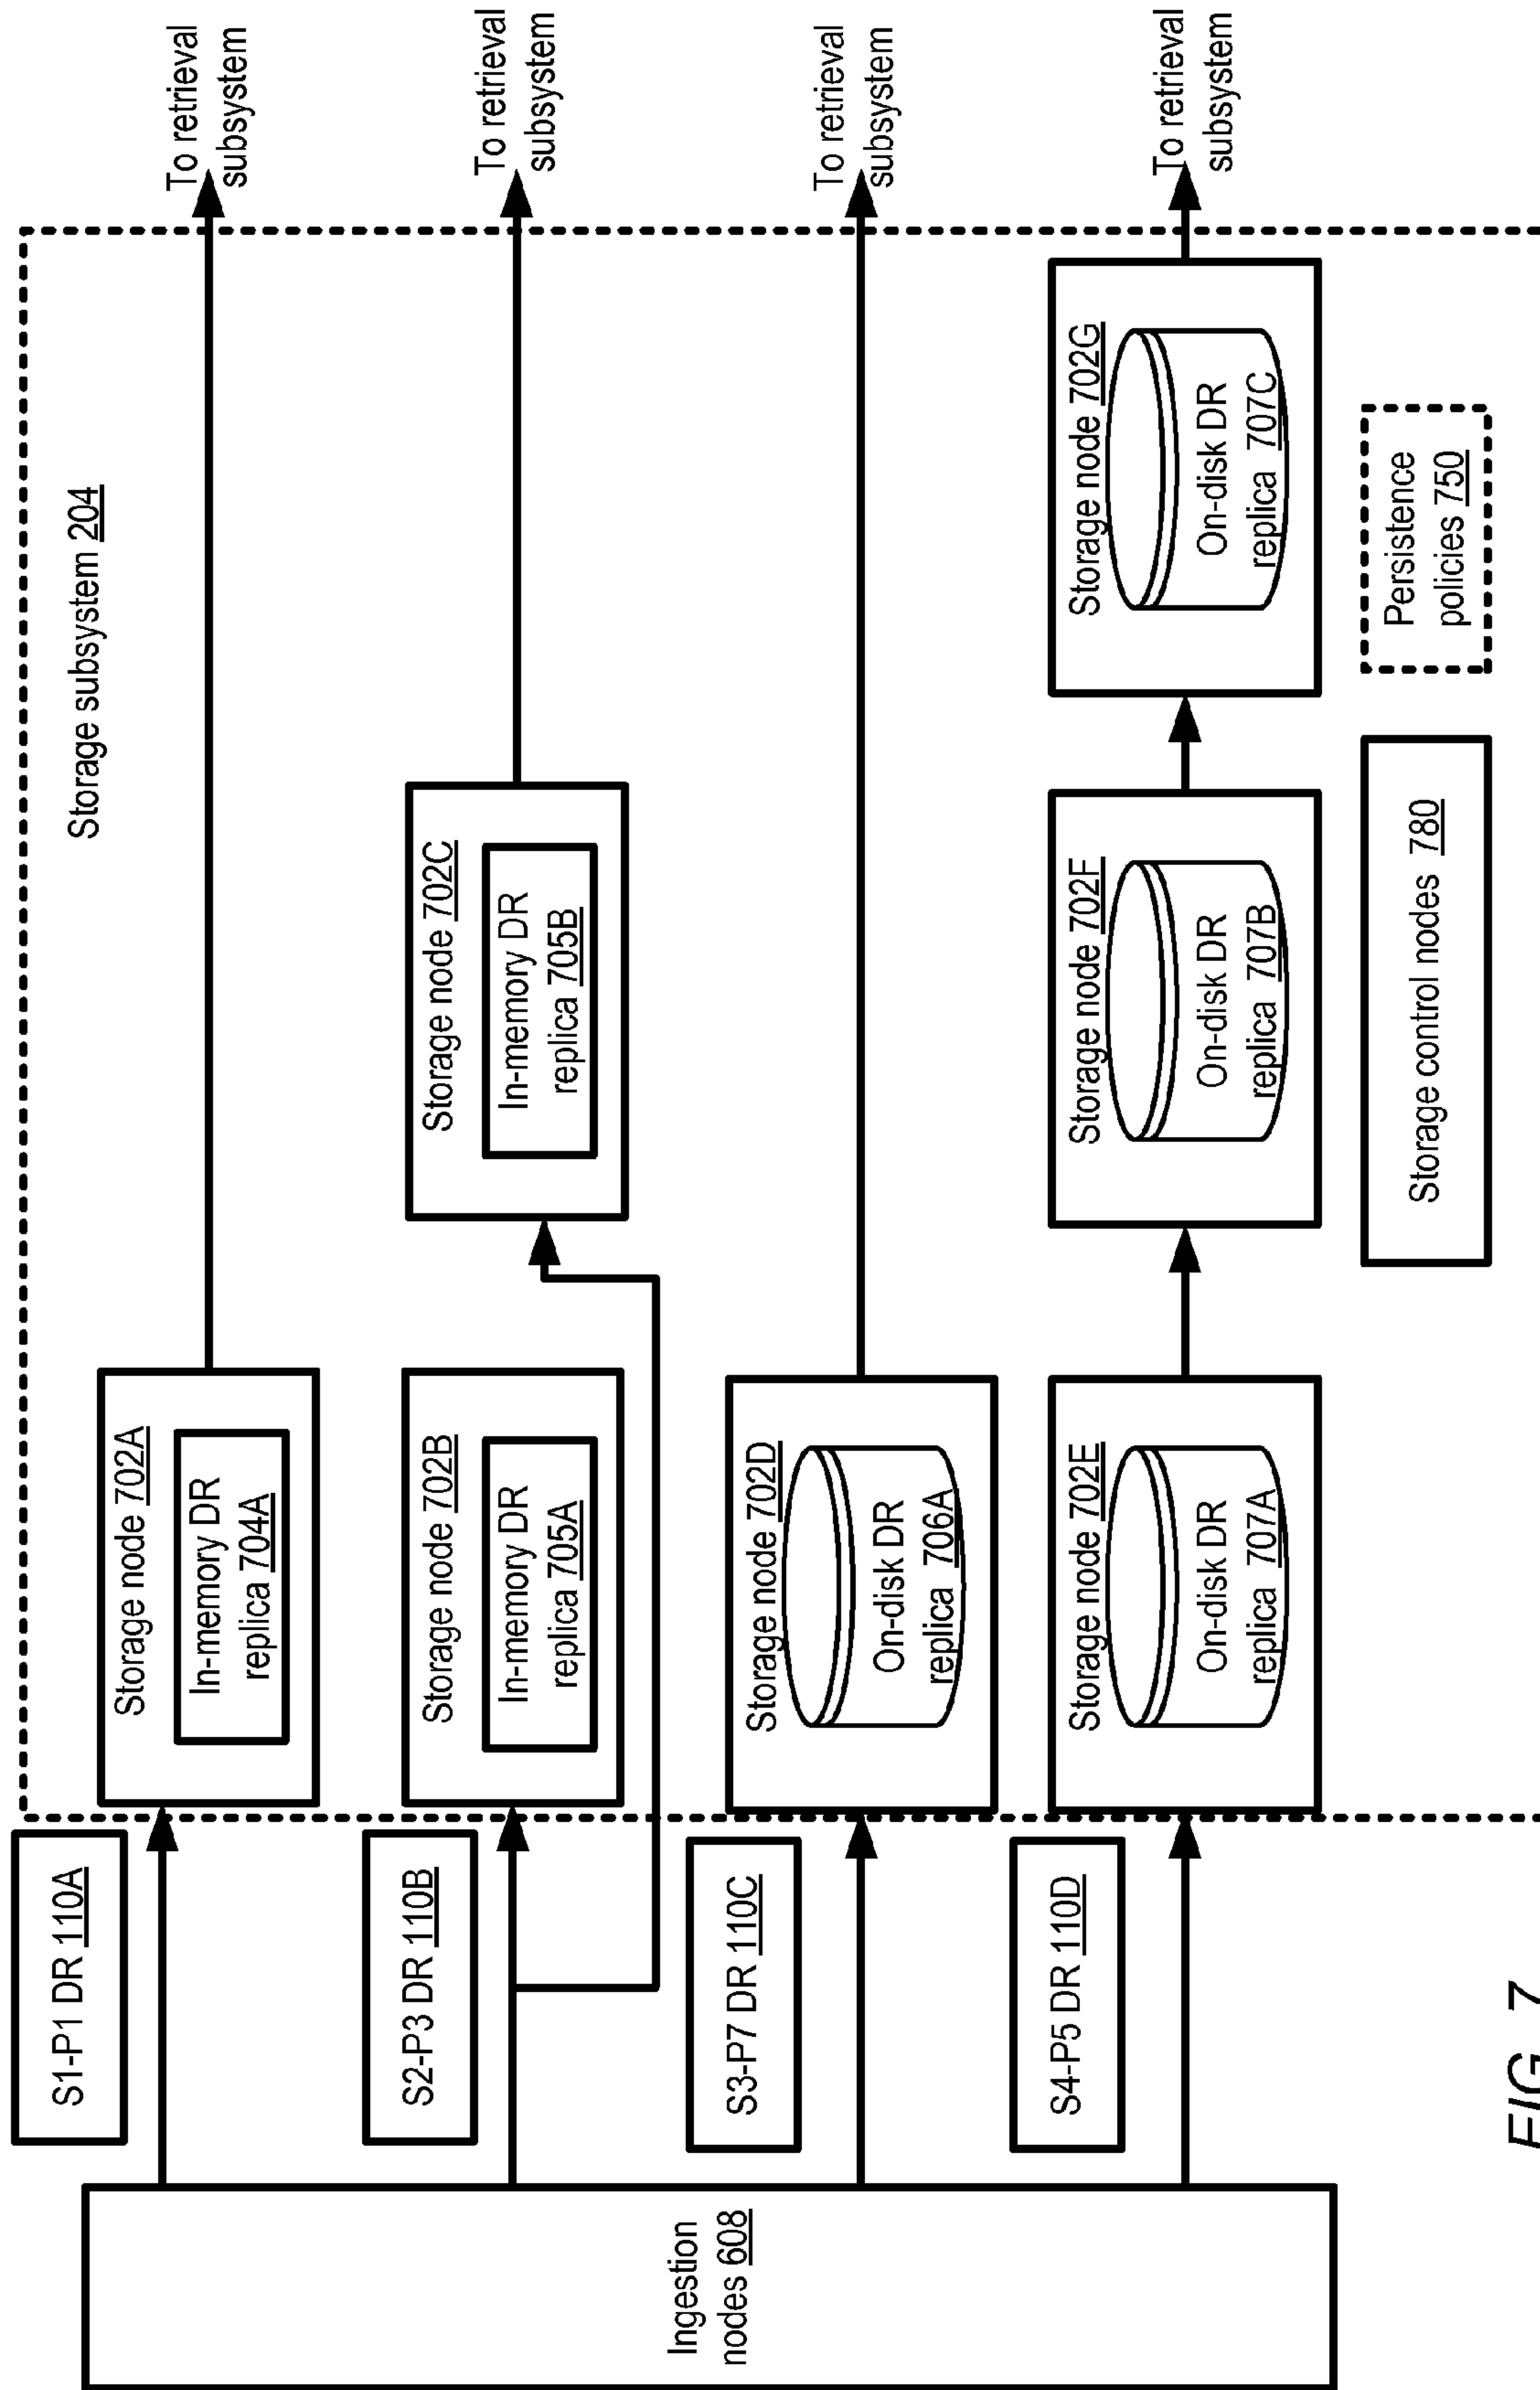 Storage subsystem 204
S1-P1 DR 110A
Storage node 702A
In-memory DR
replica 704A
To retrieval
subsystem
S2-P3 DR 110B
Storage node 702B
In-memory DR
replica 705A
Storage node 702C
In-memory DR
replica 705B
To retrieval
subsystem
Ingestion
nodes 608
S3-P7 DR 110C
Storage node 702D
On-disk DR
replica 706A
To retrieval
subsystem
S4-P5 DR 110D
Storage node 702E
On-disk DR
replica 707A
Storage node 702F
On-disk DR
replica 707B
Storage node 702G
On-disk DR
replica 707C
To retrieval
subsystem
Storage control nodes 780
Persistence
policies 750
FIG. 7